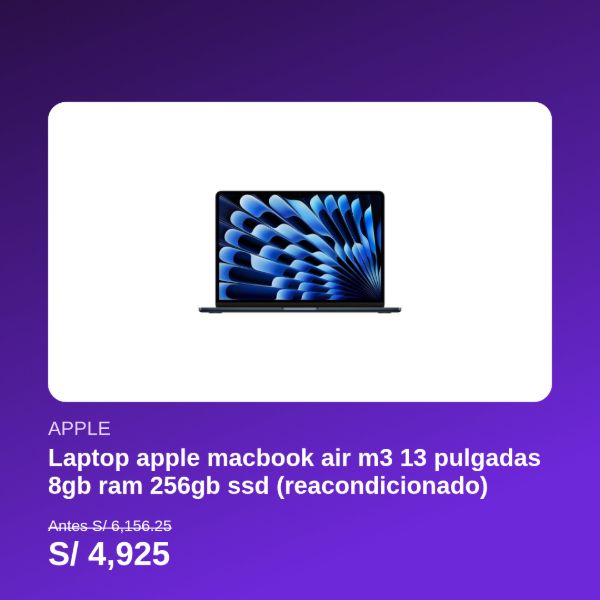 APPLE
Laptop apple macbook air m3 13 pulgadas
8gb ram 256gb ssd (reacondicionado)
Antes S/ 6,156.25
S/ 4,925